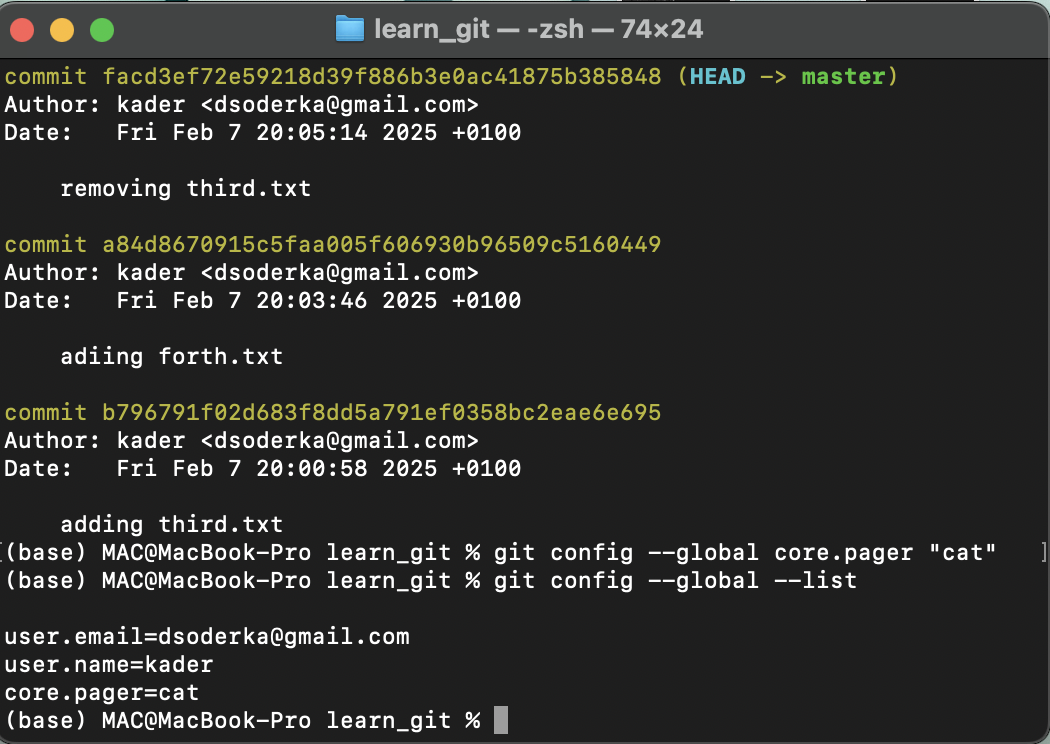 learn_git — -zsh — 74×24
commit facd3ef72e59218d39f886b3e0ac41875b385848 (HEAD -> master)
Author: kader <dsoderka@gmail.com>
Date:   Fri Feb 7 20:05:14 2025 +0100
    removing third.txt
commit a84d8670915c5faa005f606930b96509c5160449
Author: kader <dsoderka@gmail.com>
Date:   Fri Feb 7 20:03:46 2025 +0100
    adiing forth.txt
commit b796791f02d683f8dd5a791ef0358bc2eae6e695
Author: kader <dsoderka@gmail.com>
Date:   Fri Feb 7 20:00:58 2025 +0100
    adding third.txt
[(base) MAC@MacBook-Pro learn_git % git config --global core.pager "cat"   ]
(base) MAC@MacBook-Pro learn_git % git config --global --list
user.email=dsoderka@gmail.com
user.name=kader
core.pager=cat
(base) MAC@MacBook-Pro learn_git %